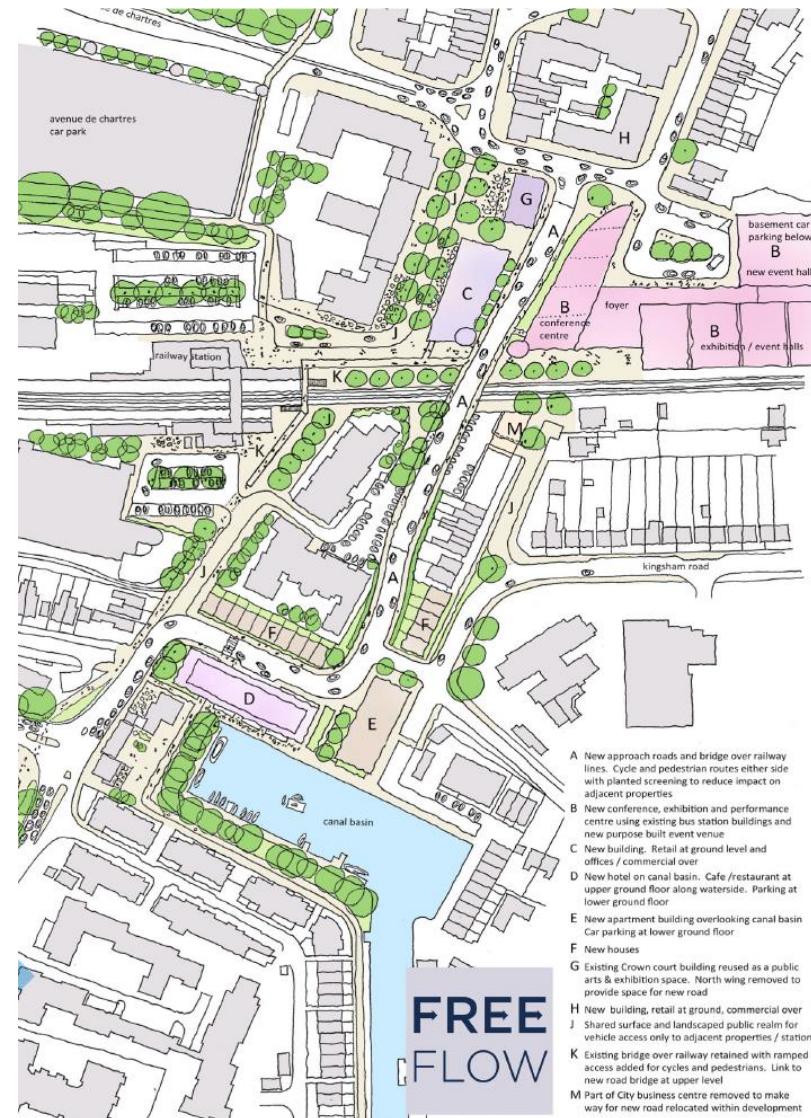 de chartres
avenue de chartres
car park
H
J
G
A
basement car
parking below
B
new event hall
C
B
conference
centre
foyer
B
exhibition / event halls
J
railway station
K
A
M
K
J
J
A
kingsham road
F
F
D
E
canal basin
A New approach roads and bridge over railway
lines. Cycle and pedestrian routes either side
with planted screening to reduce impact on
adjacent properties
B New conference, exhibition and performance
centre using existing bus station buildings and
new purpose built event venue
C New building. Retail at ground level and
offices / commercial over
D New hotel on canal basin. Cafe /restaurant at
upper ground floor along waterside. Parking at
lower ground floor
E New apartment building overlooking canal basin
Car parking at lower ground floor
F New houses
G Existing Crown court building reused as a public
arts & exhibition space. North wing removed to
provide space for new road
H New building, retail at ground, commercial over
J Shared surface and landscaped public realm for
vehicle access only to adjacent properties / station
K Existing bridge over railway retained with ramped
access added for cycles and pedestrians. Link to
new road bridge at upper level
M Part of City business centre removed to make
way for new road relocated within development
FREE
FLOW